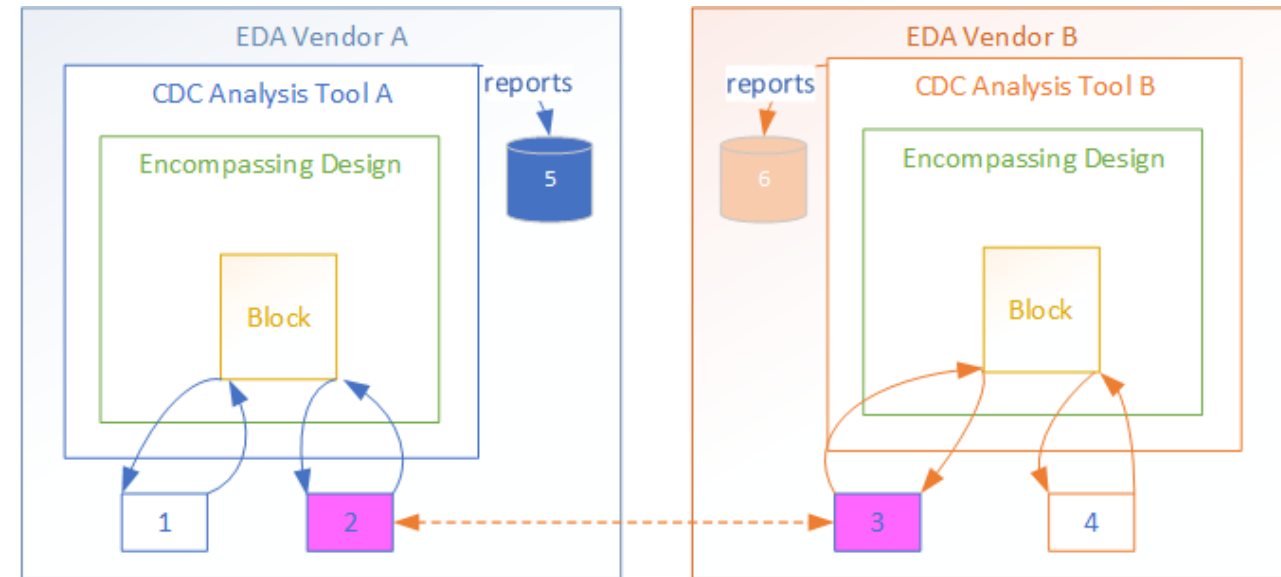 EDA Vendor A
CDC Analysis Tool A
reports
Encompassing Design
5
Block
1
2
EDA Vendor B
reports
CDC Analysis Tool B
6
Encompassing Design
Block
3
4